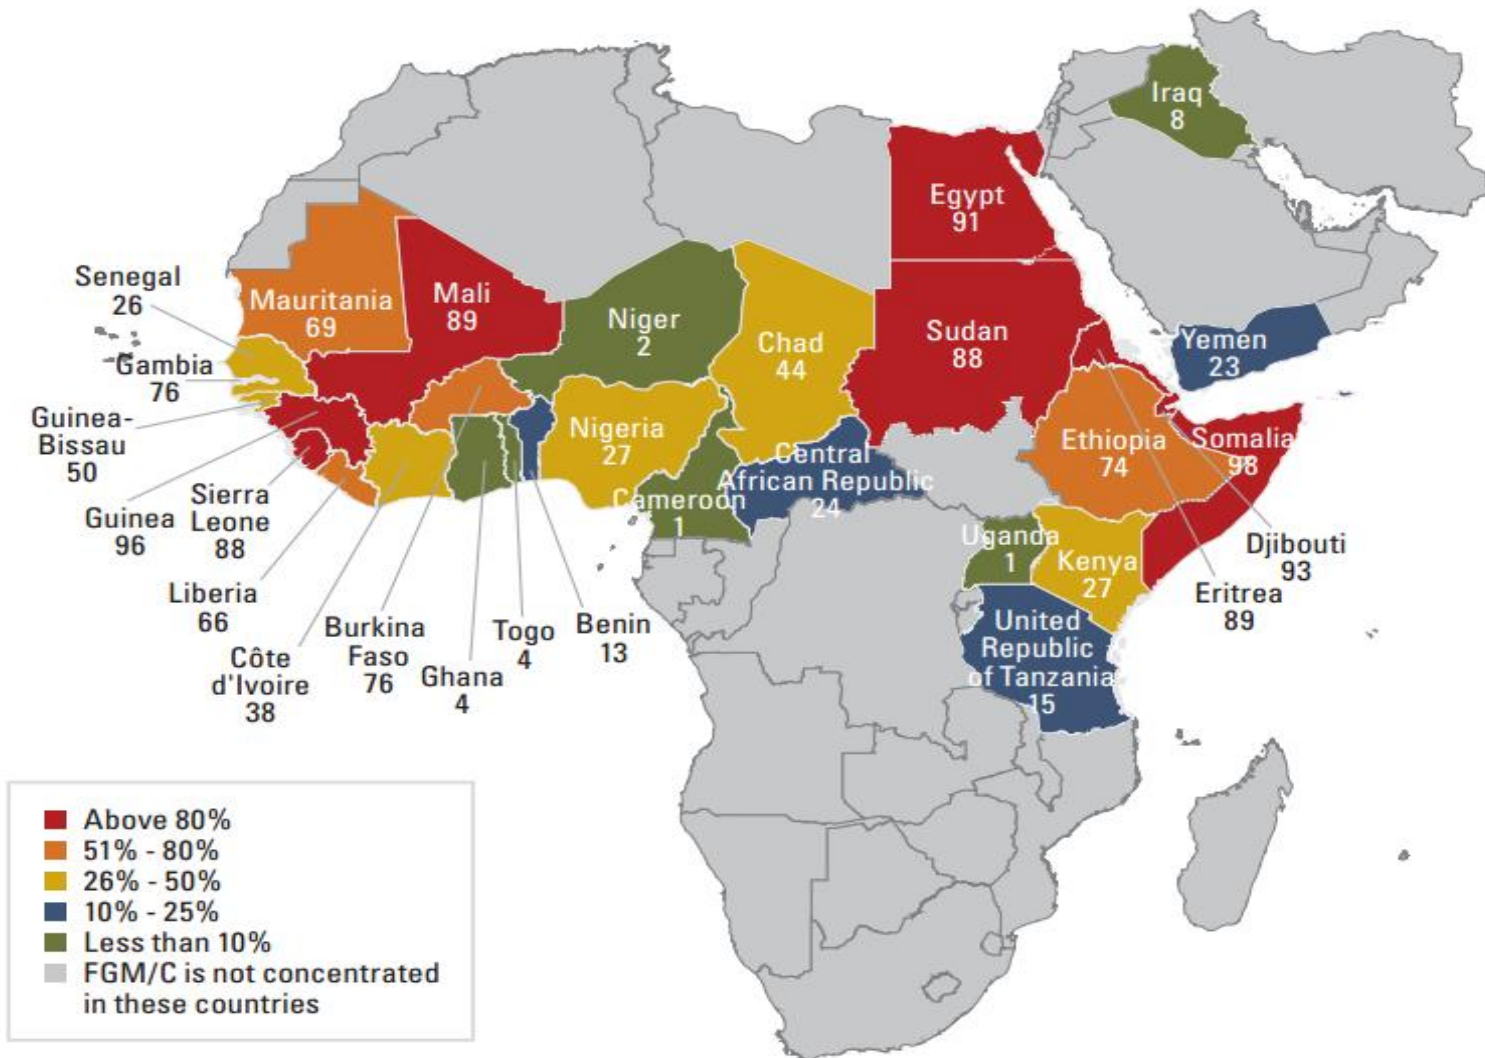 Iraq
8
Egypt
91
Senegal
26
Mauritania
69
Mali
89
Niger
2
Chad
44
Sudan
88
Yemen
23
Gambia
76
Guinea-
Bissau
50
Nigeria
27
Ethiopia
74
Somalia
98
Central
African Republic
24
Cameroon
1
Guinea
96
Sierra
Leone
88
Uganda
1
Kenya
27
Djibouti
93
Eritrea
89
Liberia
66
Côte
d'Ivoire
38
Burkina
Faso
76
Ghana
4
Togo
4
Benin
13
United
Republic
of Tanzania
15
Above 80%
51% - 80%
26% - 50%
10% - 25%
Less than 10%
FGM/C is not concentrated
in these countries